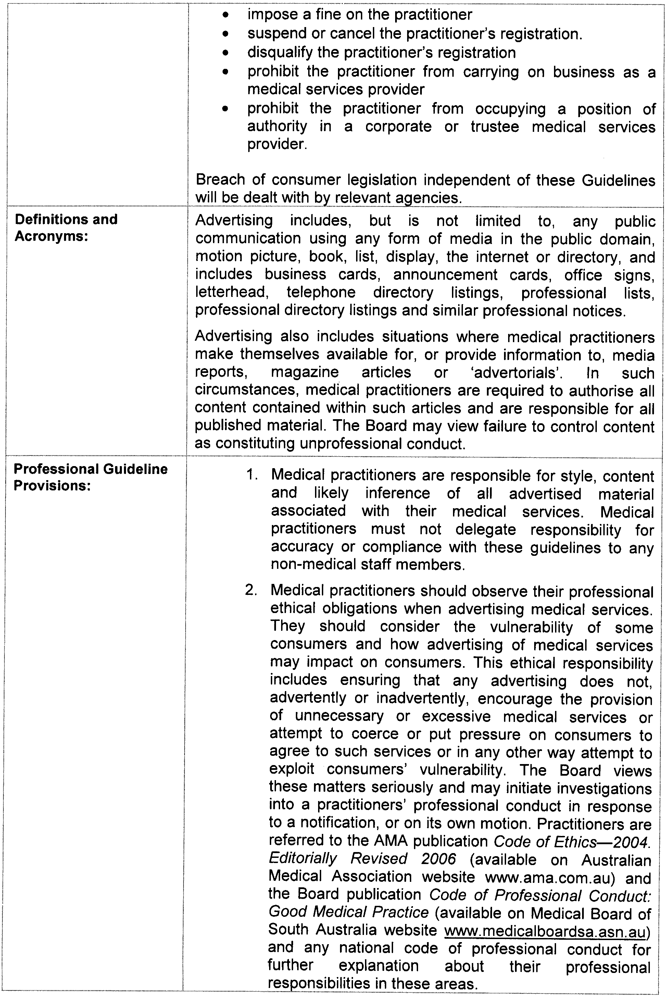 • impose a fine on the practitioner
• suspend or cancel the practitioner's registration.
• disqualify the practitioner's registration
• prohibit the practitioner from carrying on business as a
medical services provider
• prohibit the practitioner from occupying a position of
authority in a corporate or trustee medical services
provider.
Breach of consumer legislation independent of these Guidelines
will be dealt with by relevant agencies.
Definitions and
Acronyms:
Advertising includes, but is not limited to, any public
communication using any form of media in the public domain,
motion picture, book, list, display, the internet or directory, and
includes business cards, announcement cards, office signs,
letterhead, telephone directory listings, professional lists,
professional directory listings and similar professional notices.
Advertising also includes situations where medical practitioners
make themselves available for, or provide information to, media
reports, magazine articles or 'advertorials'. In such
circumstances, medical practitioners are required to authorise all
content contained within such articles and are responsible for all
published material. The Board may view failure to control content
as constituting unprofessional conduct.
Professional Guideline
Provisions:
1. Medical practitioners are responsible for style, content
and likely inference of all advertised material
associated with their medical services. Medical
practitioners must not delegate responsibility for
accuracy or compliance with these guidelines to any
non-medical staff members.
2. Medical practitioners should observe their professional
ethical obligations when advertising medical services.
They should consider the vulnerability of some
consumers and how advertising of medical services
may impact on consumers. This ethical responsibility
includes ensuring that any advertising does not,
advertently or inadvertently, encourage the provision
of unnecessary or excessive medical services or
attempt to coerce or put pressure on consumers to
agree to such services or in any other way attempt to
exploit consumers' vulnerability. The Board views
these matters seriously and may initiate investigations
into a practitioners' professional conduct in response
to a notification, or on its own motion. Practitioners are
referred to the AMA publication Code of Ethics—2004.
Editorially Revised 2006 (available on Australian
Medical Association website www.ama.com.au) and
the Board publication Code of Professional Conduct:
Good Medical Practice (available on Medical Board of
South Australia website www.medicalboardsa.asn.au)
and any national code of professional conduct for
further explanation about their professional
responsibilities in these areas.